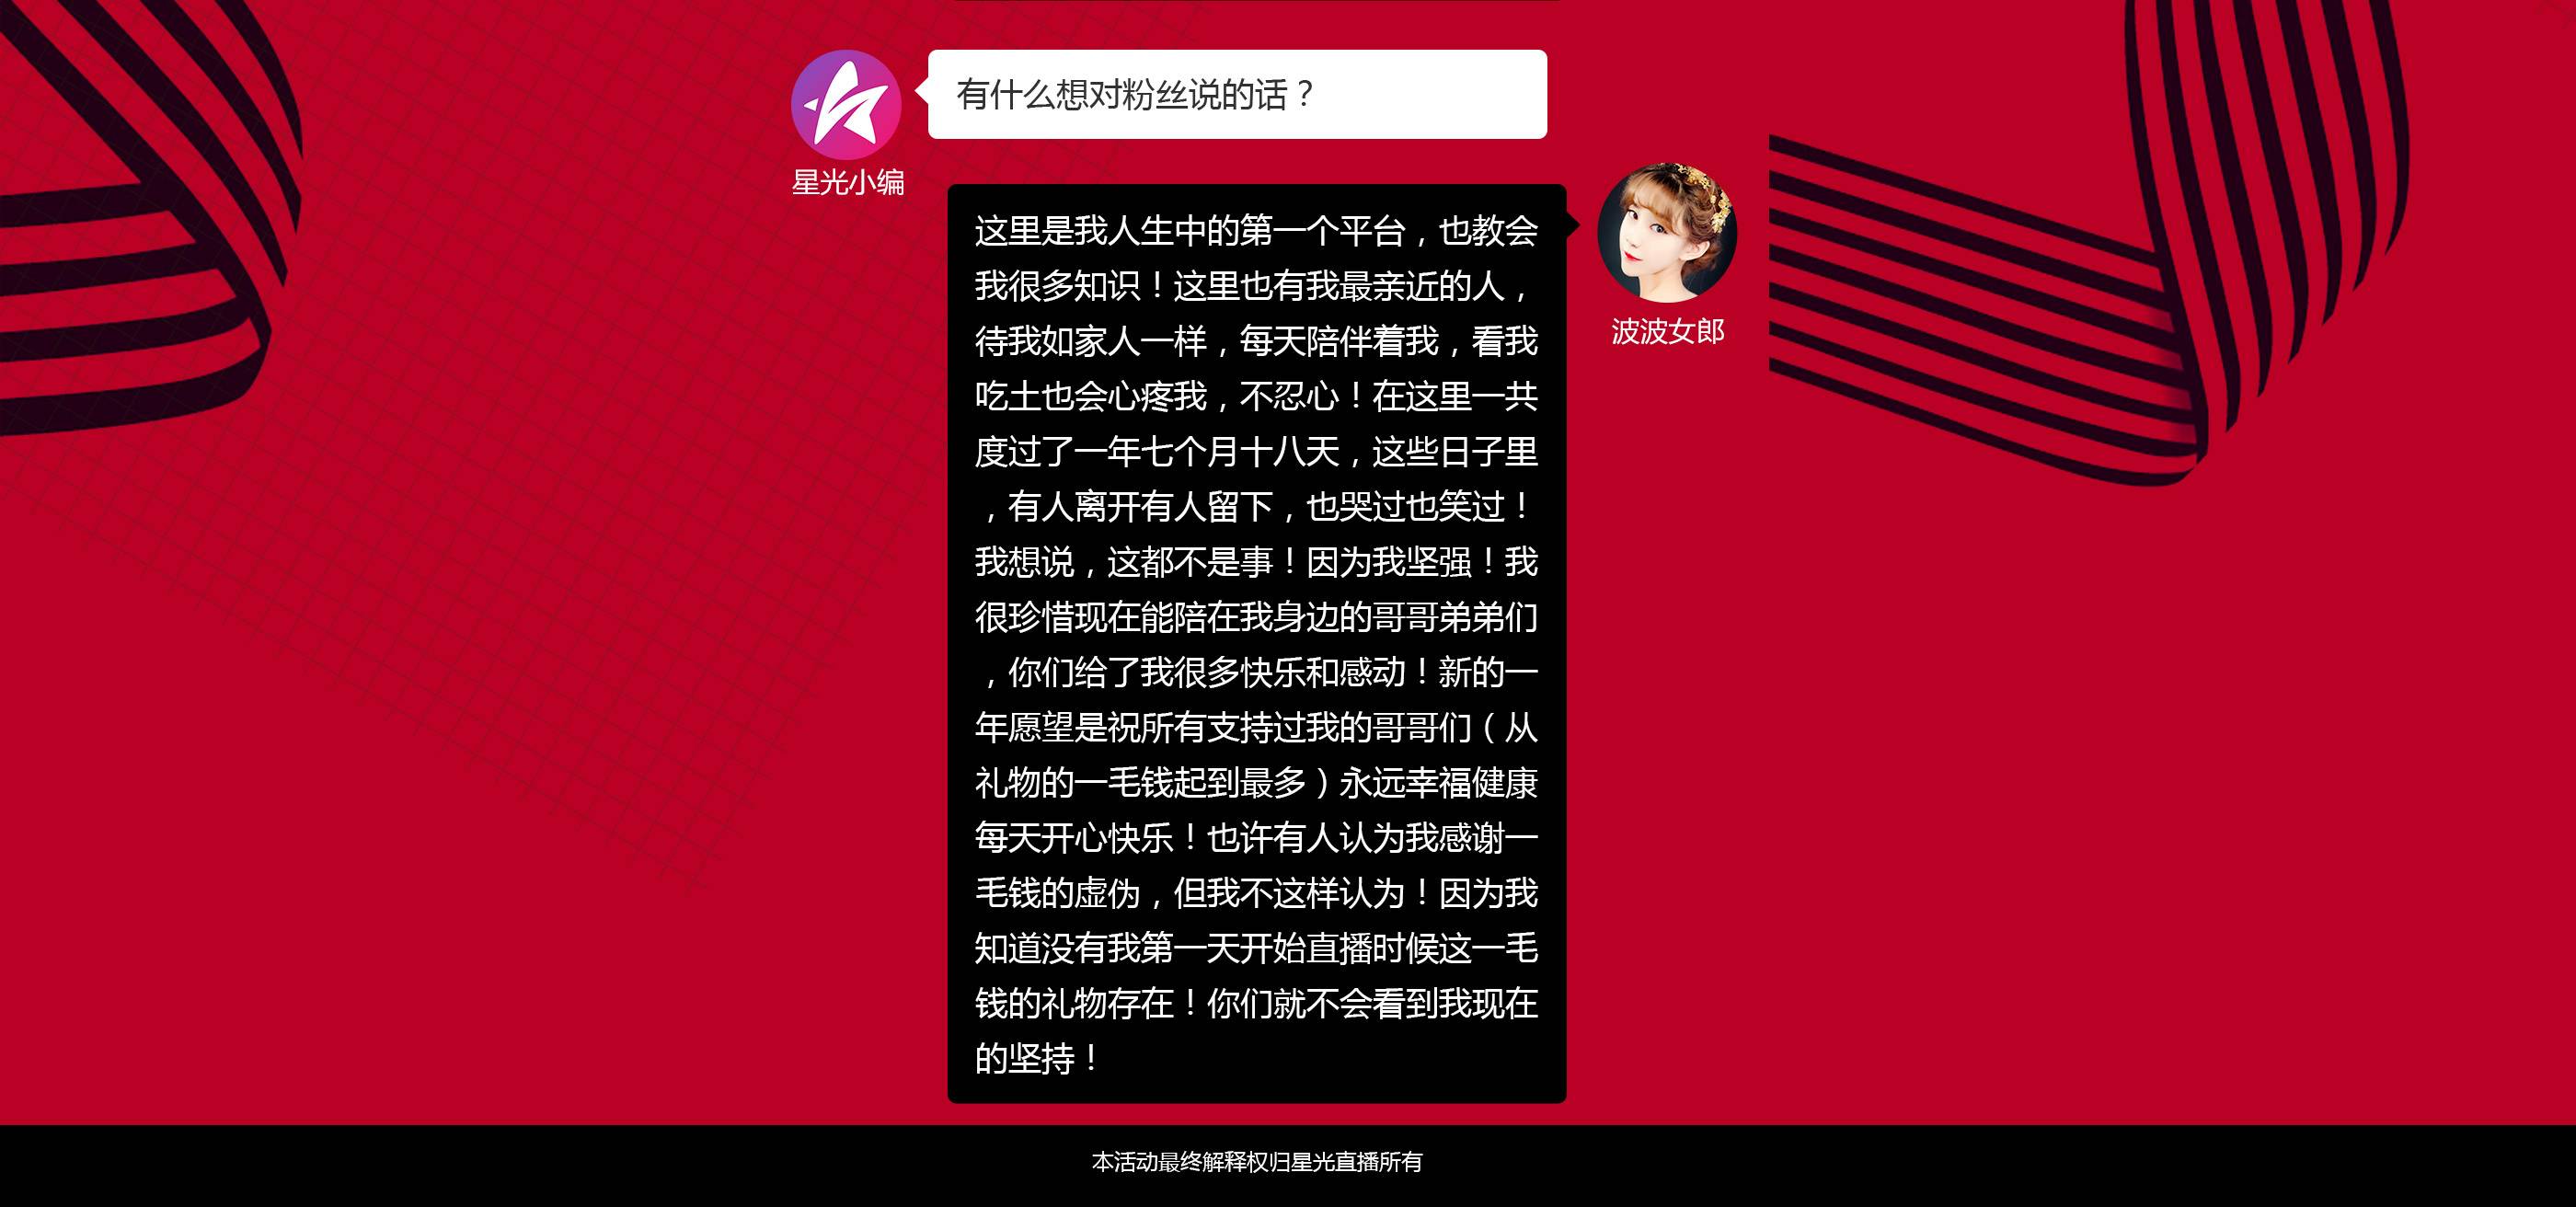 有什么想对粉丝说的话？
星光小编
这里是我人生中的第一个平台，也教会
我很多知识！这里也有我最亲近的人，
待我如家人一样，每天陪伴着我，看我
吃土也会心疼我，不忍心！在这里一共
度过了一年七个月十八天，这些日子里
，有人离开有人留下，也哭过也笑过！
我想说，这都不是事！因为我坚强！我
很珍惜现在能陪在我身边的哥哥弟弟们
，你们给了我很多快乐和感动！新的一
年愿望是祝所有支持过我的哥哥们（从
礼物的一毛钱起到最多）永远幸福健康
每天开心快乐！也许有人认为我感谢一
毛钱的虚伪，但我不这样认为！因为我
知道没有我第一天开始直播时候这一毛
钱的礼物存在！你们就不会看到我现在
的坚持！
波波女郎
本活动最终解释权归星光直播所有